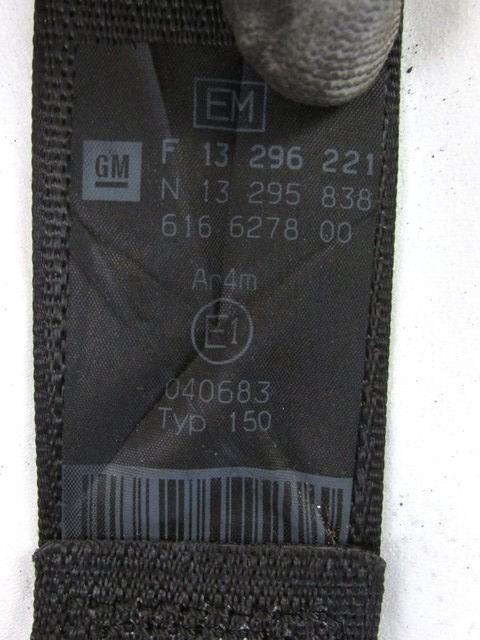 EM
GM F 13 296 221
N 13 295 838
616 6278 00
Ar4m
E1
040683
Typ 150